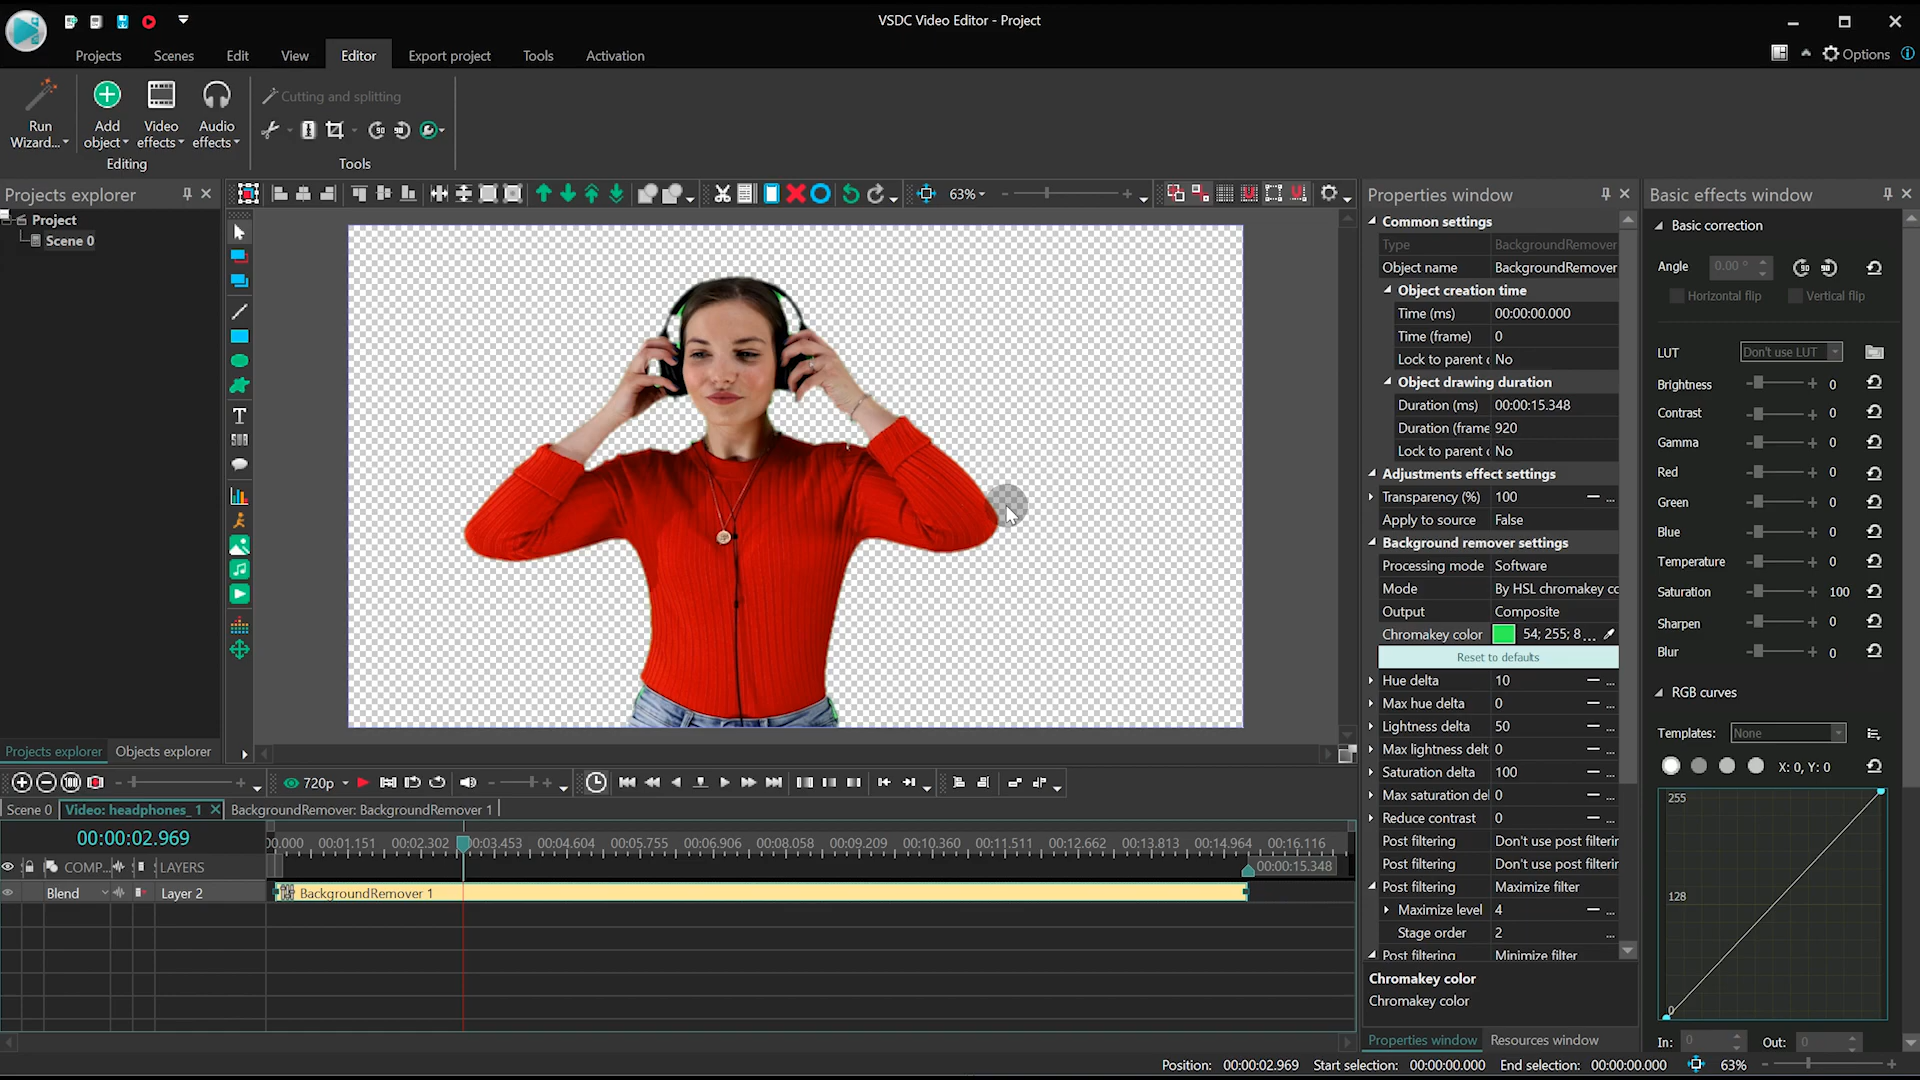 VSDC Video Editor - Project
Projects
Scenes
Edit
View
Editor
Export project
Tools
Activation
Options
Cutting and splitting
Run
Wizard...
Add
object
Video
effects
Audio
effects
Editing
Tools
Projects explorer
63%
Properties window
Basic effects window
Project
Scene 0
Common settings
Type BackgroundRemover
Object name BackgroundRemover
Object creation time
Time (ms) 00:00:00.000
Time (frame) 0
Lock to parent c No
Object drawing duration
Duration (ms) 00:00:15.348
Duration (frame 920
Lock to parent c No
Adjustments effect settings
Transparency (%) 100
Apply to source False
Background remover settings
Processing mode Software
Mode By HSL chromakey cc
Output Composite
Chromakey color 54; 255; 8...
Reset to defaults
Hue delta 10
Max hue delta 0
Lightness delta 50
Max lightness delt 0
Saturation delta 100
Max saturation del 0
Reduce contrast 0
Post filtering Don't use post filterin
Post filtering Don't use post filterin
Post filtering Maximize filter
Maximize level 4
Stage order 2
Post filtering Minimize filter
Chromakey color
Chromakey color
Properties window
Resources window
Basic correction
Angle 0.00 °
Horizontal flip
Vertical flip
LUT Don't use LUT
Brightness 0
Contrast 0
Gamma 0
Red 0
Green 0
Blue 0
Temperature 0
Saturation 100
Sharpen 0
Blur 0
RGB curves
Templates: None
X: 0, Y: 0
255
128
0
In: 0
Out: 0
Projects explorer
Objects explorer
720p
Scene 0
Video: headphones_ 1
BackgroundRemover: BackgroundRemover 1
00:00:02.969
0.000 00:01.151 00:02.302 00:03.453 00:04.604 00:05.755 00:06.906 00:08.058 00:09.209 00:10.360 00:11.511 00:12.662 00:13.813 00:14.964 00:16.116
COMP...
LAYERS
00:00:15.348
Blend
Layer 2
BackgroundRemover 1
Position: 00:00:02.969
Start selection: 00:00:00.000
End selection: 00:00:00.000
63%